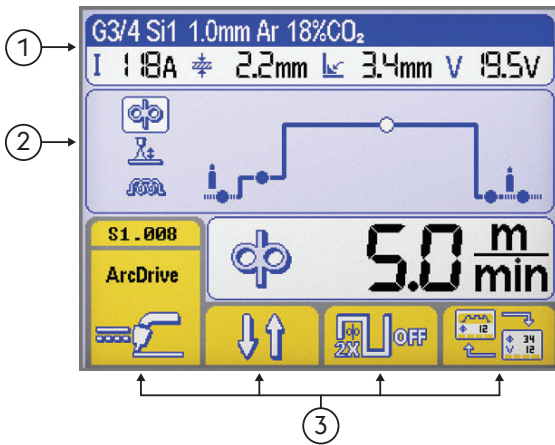 G3/4 Si1 1.0mm Ar 18%CO₂
I 118A 2.2mm 3.4mm V 19.5V
S1.008
ArcDrive
5.0 m/min
2X OFF
12
34
V 12
1
2
3